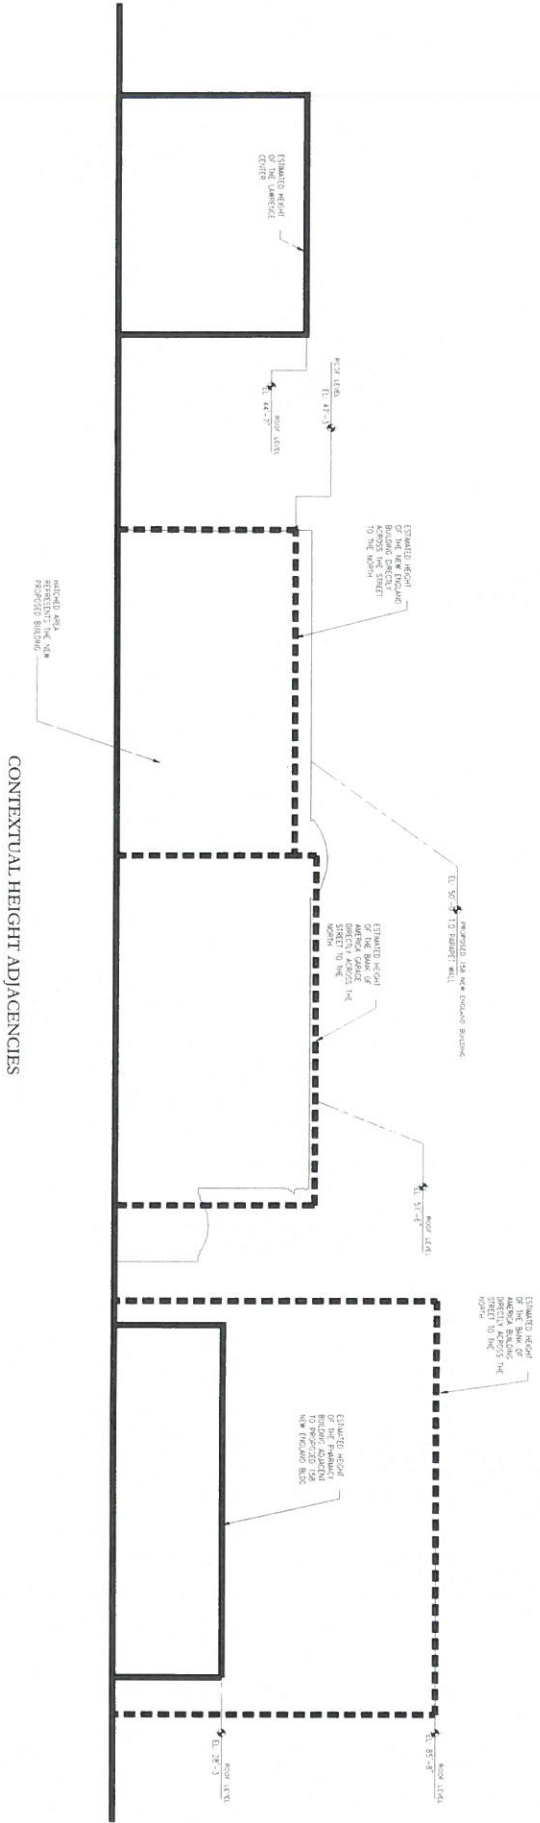 ESTIMATED HEIGHT
OF THE LAWRENCE
CENTER
ROOF LEVEL
EL. 44'-7"
ROOF LEVEL
EL. 47'-3"
ESTIMATED HEIGHT
OF THE NEW ENGLAND
BUILDING DIRECTLY
ACROSS THE STREET
TO THE NORTH
HATCHED AREA
REPRESENTS THE NEW
PROPOSED BUILDING
PROPOSED 158 NEW ENGLAND BUILDING
T.O. PARAPET WALL
ESTIMATED HEIGHT
OF THE BANK OF
AMERICA GARAGE
DIRECTLY ACROSS THE
STREET TO THE
NORTH
ROOF LEVEL
ESTIMATED HEIGHT
OF THE BANK OF
AMERICA BUILDING
DIRECTLY ACROSS THE
STREET TO THE
NORTH
ESTIMATED HEIGHT
OF THE PHARMACY
BUILDING ADJACENT
TO PROPOSED 158
NEW ENGLAND BLDG
ROOF LEVEL
EL. 85'-8"
ROOF LEVEL
EL. 28'-3
CONTEXTUAL HEIGHT ADJACENCIES